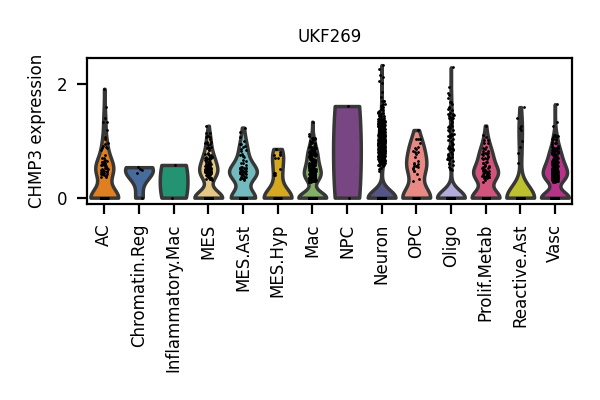 UKF269
CHMP3 expression
2
0
AC
Chromatin.Reg
Inflammatory.Mac
MES
MES.Ast
MES.Hyp
Mac
NPC
Neuron
OPC
Oligo
Prolif.Metab
Reactive.Ast
Vasc